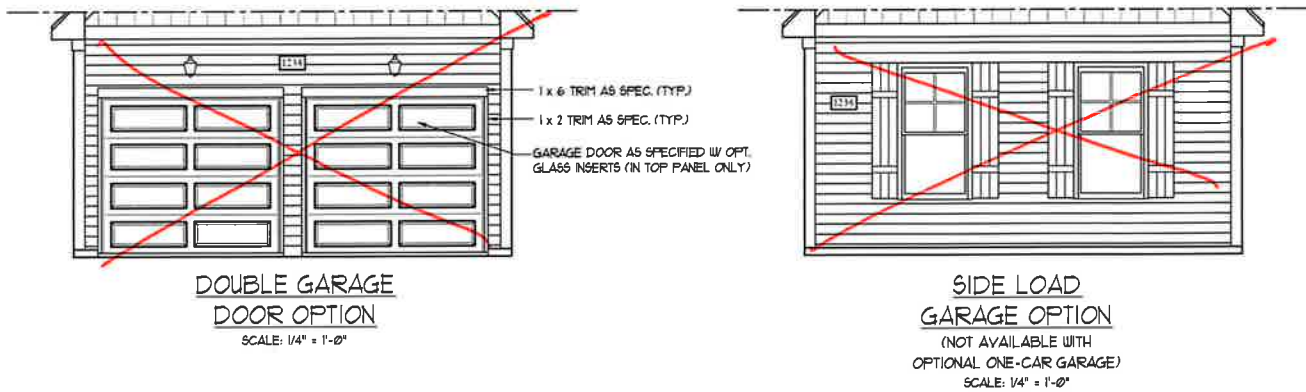 1234
1 x 6 TRIM AS SPEC. (TYP.)
1 x 2 TRIM AS SPEC. (TYP.)
GARAGE DOOR AS SPECIFIED W/ OPT.
GLASS INSERTS (IN TOP PANEL ONLY)
DOUBLE GARAGE
DOOR OPTION
SCALE: 1/4" = 1'-0"
1236
SIDE LOAD
GARAGE OPTION
(NOT AVAILABLE WITH
OPTIONAL ONE-CAR GARAGE)
SCALE: 1/4" = 1'-0"